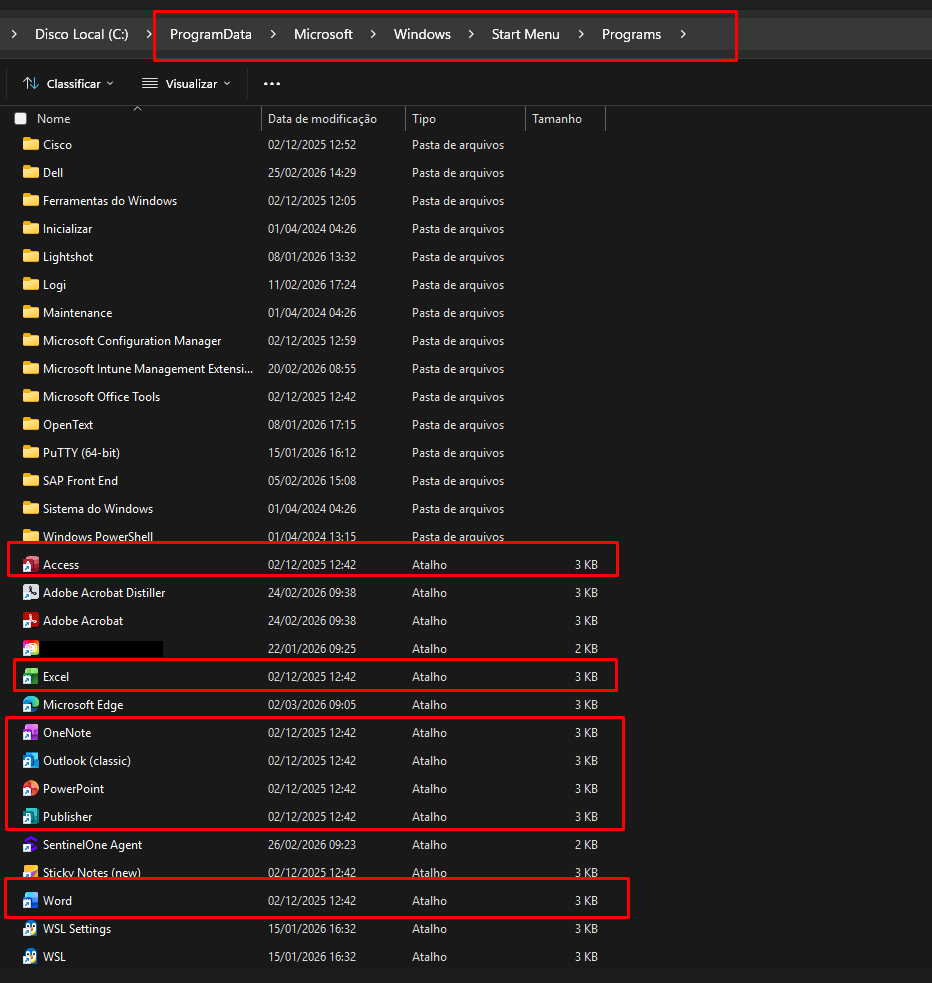 Disco Local (C:) > ProgramData > Microsoft > Windows > Start Menu > Programs >
Classificar Visualizar ...
Nome Data de modificação Tipo Tamanho
Cisco 02/12/2025 12:52 Pasta de arquivos
Dell 25/02/2026 14:29 Pasta de arquivos
Ferramentas do Windows 02/12/2025 12:05 Pasta de arquivos
Inicializar 01/04/2024 04:26 Pasta de arquivos
Lightshot 08/01/2026 13:32 Pasta de arquivos
Logi 11/02/2026 17:24 Pasta de arquivos
Maintenance 01/04/2024 04:26 Pasta de arquivos
Microsoft Configuration Manager 02/12/2025 12:59 Pasta de arquivos
Microsoft Intune Management Extensi... 20/02/2026 08:55 Pasta de arquivos
Microsoft Office Tools 02/12/2025 12:42 Pasta de arquivos
OpenText 08/01/2026 17:15 Pasta de arquivos
PuTTY (64-bit) 15/01/2026 16:12 Pasta de arquivos
SAP Front End 05/02/2026 15:08 Pasta de arquivos
Sistema do Windows 01/04/2024 04:26 Pasta de arquivos
Windows PowerShell 01/04/2024 13:15 Pasta de arquivos
Access 02/12/2025 12:42 Atalho 3 KB
Adobe Acrobat Distiller 24/02/2026 09:38 Atalho 3 KB
Adobe Acrobat 24/02/2026 09:38 Atalho 3 KB
22/01/2026 09:25 Atalho 2 KB
Excel 02/12/2025 12:42 Atalho 3 KB
Microsoft Edge 02/03/2026 09:05 Atalho 3 KB
OneNote 02/12/2025 12:42 Atalho 3 KB
Outlook (classic) 02/12/2025 12:42 Atalho 3 KB
PowerPoint 02/12/2025 12:42 Atalho 3 KB
Publisher 02/12/2025 12:42 Atalho 3 KB
SentinelOne Agent 26/02/2026 09:23 Atalho 2 KB
Sticky Notes (new) 02/12/2025 12:42 Atalho 3 KB
Word 02/12/2025 12:42 Atalho 3 KB
WSL Settings 15/01/2026 16:32 Atalho 3 KB
WSL 15/01/2026 16:32 Atalho 3 KB